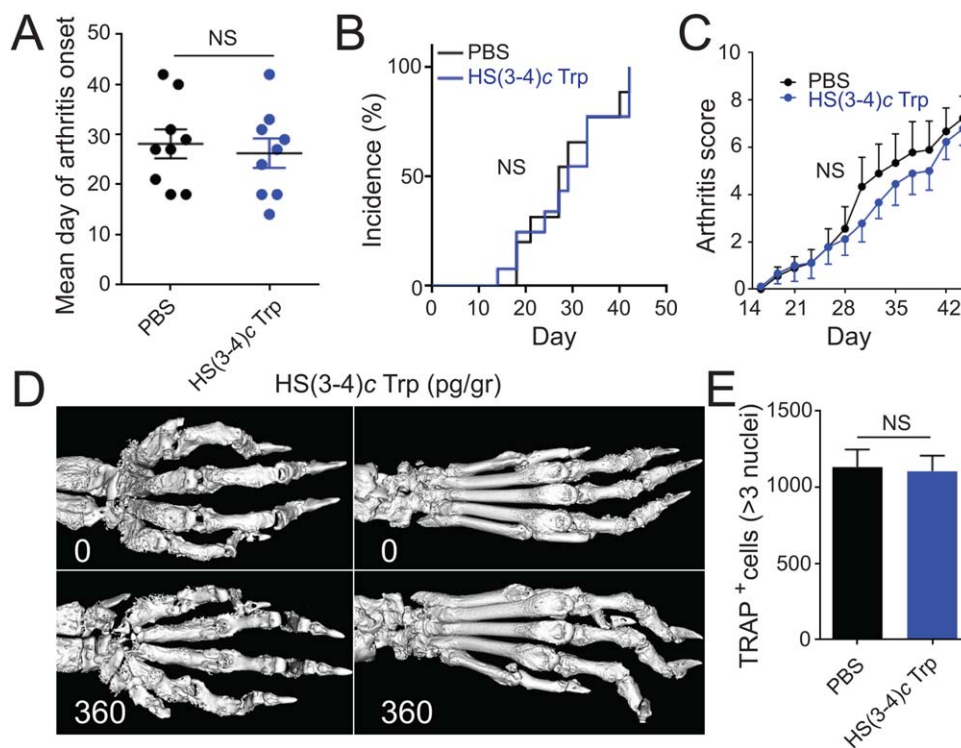 A
NS
Mean day of arthritis onset
50
40
30
20
10
0
PBS
HS(3-4)c Trp
B
PBS
HS(3-4)c Trp
Incidence (%)
100
50
0
NS
0 10 20 30 40 50
Day
C
PBS
HS(3-4)c Trp
Arthritis score
10
8
6
4
2
0
NS
14 21 28 35 42
Day
D
HS(3-4)c Trp (pg/gr)
0
0
360
360
E
NS
TRAP + cells (>3 nuclei)
1500
1000
500
0
PBS
HS(3-4)c Trp